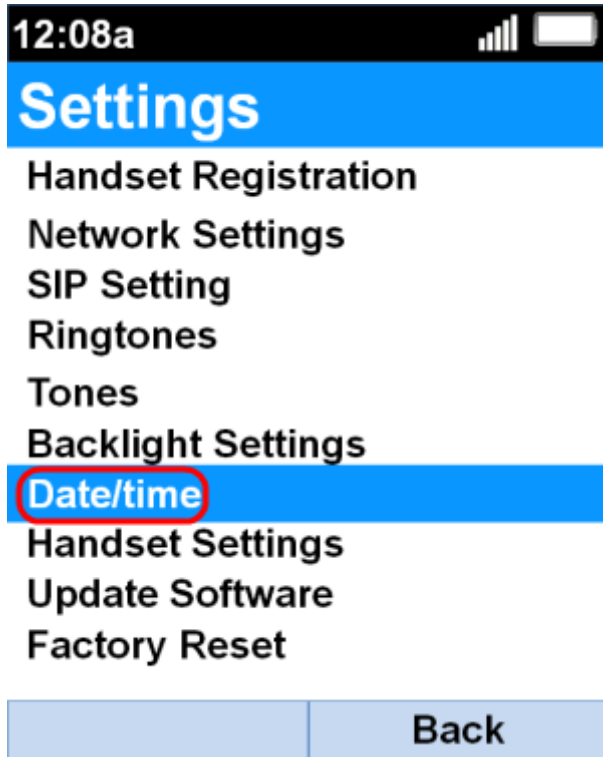 12:08a
Settings
Handset Registration
Network Settings
SIP Setting
Ringtones
Tones
Backlight Settings
Date/time
Handset Settings
Update Software
Factory Reset
Back